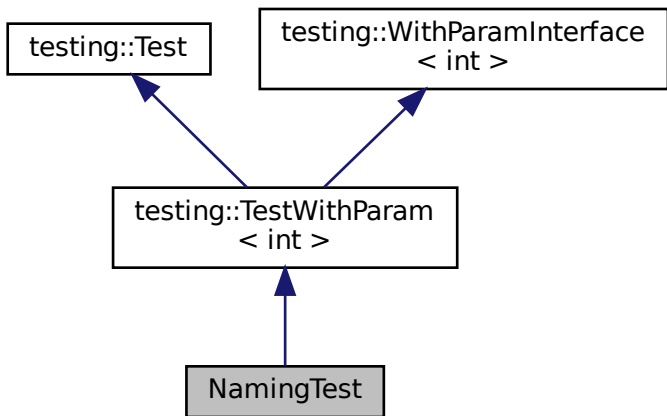 testing::Test
testing::WithParamInterface
< int >
testing::TestWithParam
< int >
NamingTest